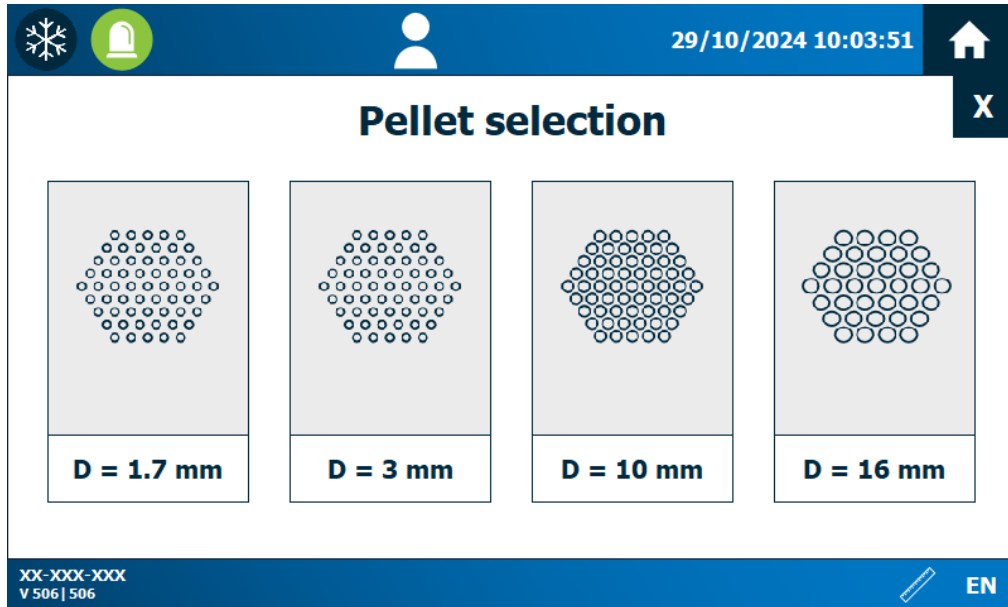 29/10/2024 10:03:51
X
Pellet selection
D = 1.7 mm
D = 3 mm
D = 10 mm
D = 16 mm
XX-XXX-XXX
V 506 | 506
EN